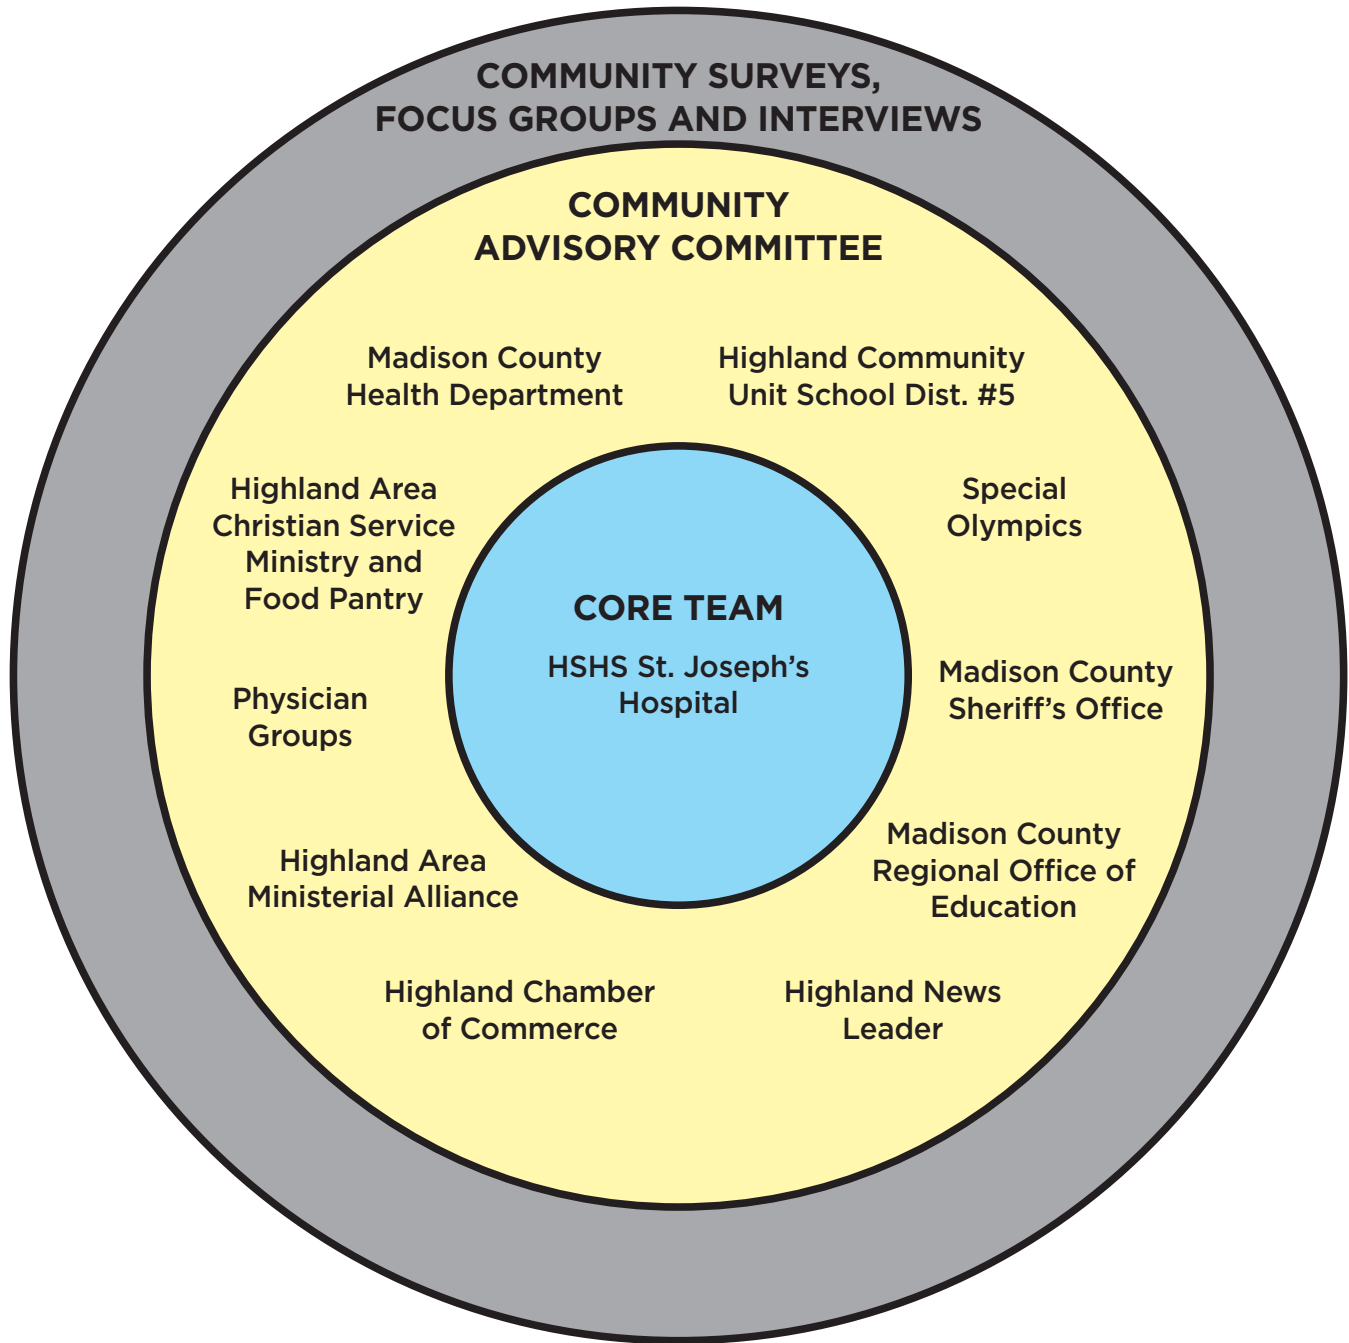 COMMUNITY SURVEYS,
FOCUS GROUPS AND INTERVIEWS
COMMUNITY
ADVISORY COMMITTEE
Madison County
Health Department
Highland Community
Unit School Dist. #5
Highland Area
Christian Service
Ministry and
Food Pantry
Special
Olympics
CORE TEAM
HSHS St. Joseph’s
Hospital
Physician
Groups
Madison County
Sheriff’s Office
Highland Area
Ministerial Alliance
Madison County
Regional Office of
Education
Highland Chamber
of Commerce
Highland News
Leader